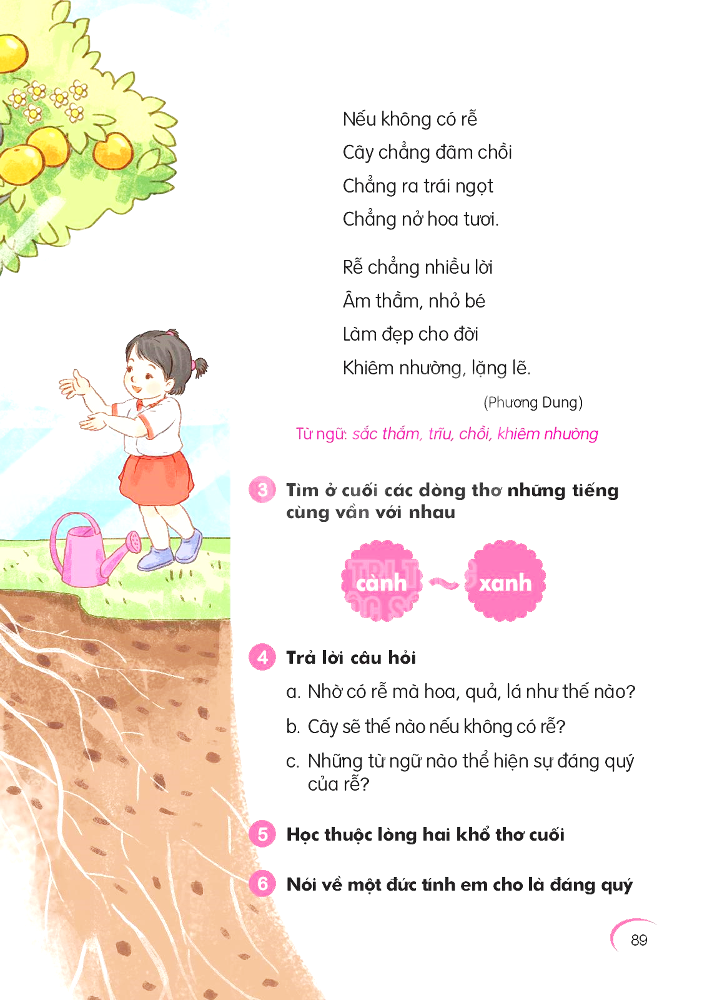 Nếu không có rễ
Cây chẳng đâm chồi
Chẳng ra trái ngọt
Chẳng nở hoa tươi.
Rễ chẳng nhiều lời
Âm thầm, nhỏ bé
Làm đẹp cho đời
Khiêm nhường, lặng lẽ.
(Phương Dung)
Từ ngữ: sắc thắm, trĩu, chồi, khiêm nhường
3 Tìm ở cuối các dòng thơ những tiếng
cùng vần với nhau
cành ~ xanh
4 Trả lời câu hỏi
a. Nhờ có rễ mà hoa, quả, lá như thế nào?
b. Cây sẽ thế nào nếu không có rễ?
c. Những từ ngữ nào thể hiện sự đáng quý
của rễ?
5 Học thuộc lòng hai khổ thơ cuối
6 Nói về một đức tính em cho là đáng quý
89